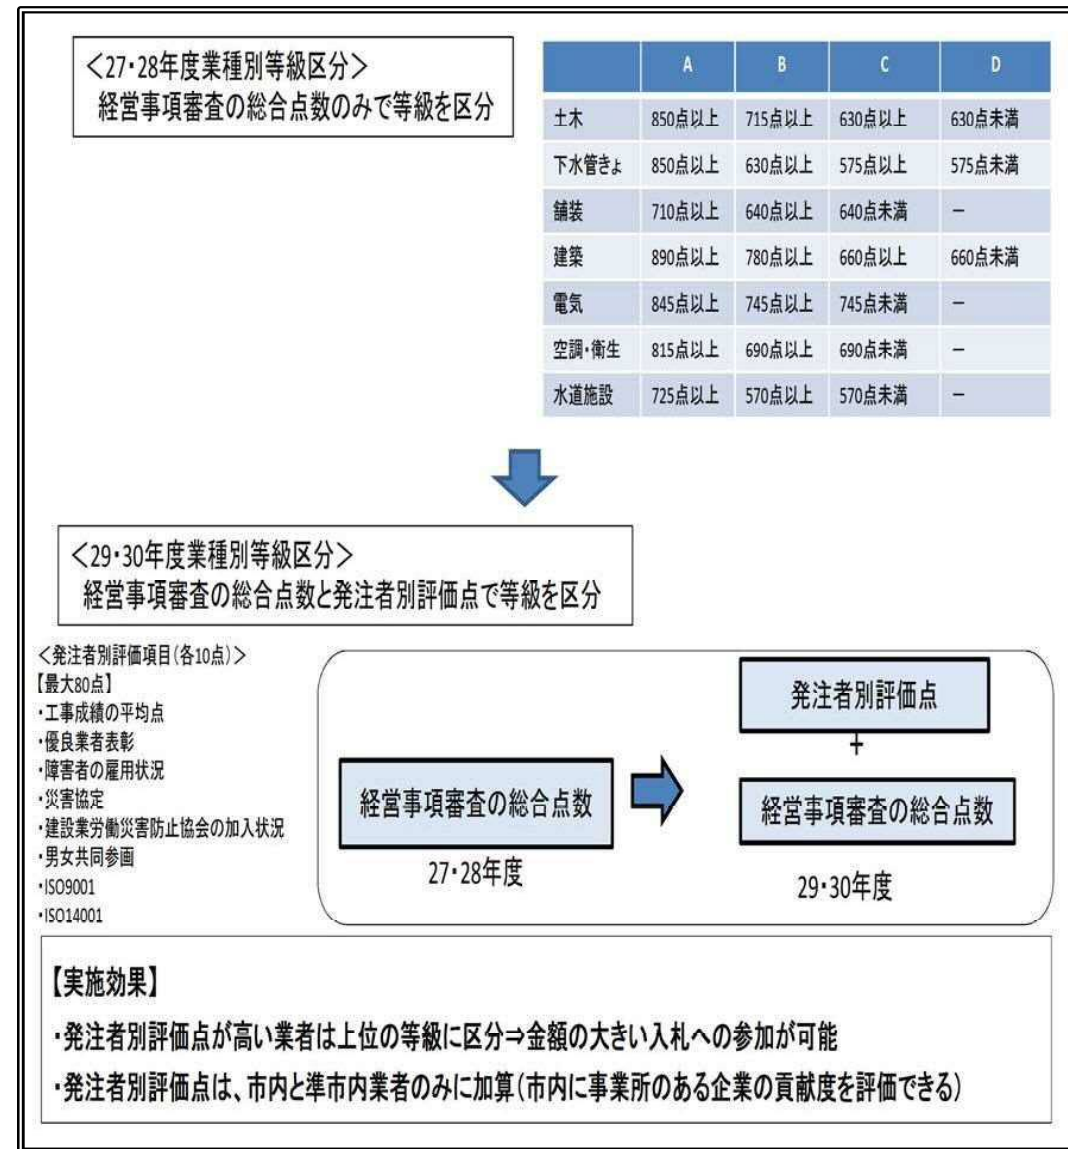 <27・28年度業種別等級区分>
経営事項審査の総合点数のみで等級を区分
A B C D
土木 850点以上 715点以上 630点以上 630点未満
下水管きょ 850点以上 630点以上 575点以上 575点未満
舗装 710点以上 640点以上 640点未満 ー
建築 890点以上 780点以上 660点以上 660点未満
電気 845点以上 745点以上 745点未満 ー
空調・衛生 815点以上 690点以上 690点未満 ー
水道施設 725点以上 570点以上 570点未満 ー
<29・30年度業種別等級区分>
経営事項審査の総合点数と発注者別評価点で等級を区分
<発注者別評価項目(各10点)>
【最大80点】
・工事成績の平均点
・優良業者表彰
・障害者の雇用状況
・災害協定
・建設業労働災害防止協会の加入状況
・男女共同参画
・ISO9001
・ISO14001
経営事項審査の総合点数
27・28年度
発注者別評価点
+
経営事項審査の総合点数
29・30年度
【実施効果】
・発注者別評価点が高い業者は上位の等級に区分⇒金額の大きい入札への参加が可能
・発注者別評価点は、市内と準市内業者のみに加算(市内に事業所のある企業の貢献度を評価できる)